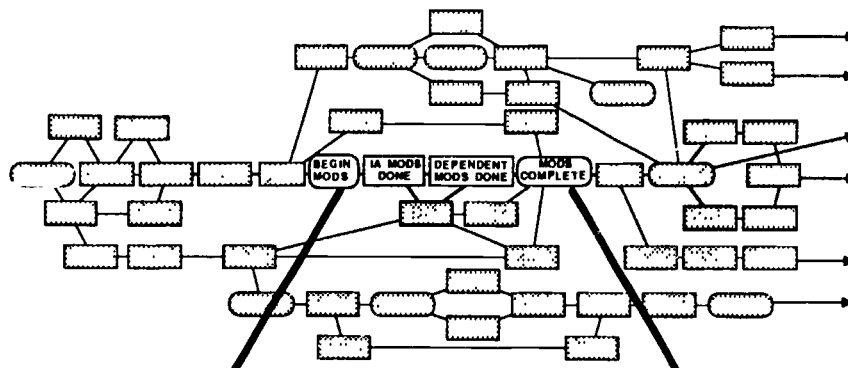 BEGIN
MODS
IA MODS
DONE
DEPENDENT
MODS DONE
MODS
COMPLETE